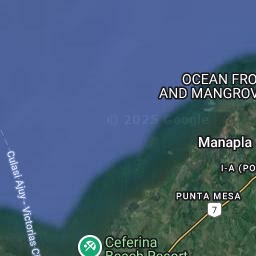 OCEAN FRO
AND MANGROV
© 2025 Google
Manapla
I-A (PO
PUNTA MESA
7
Culasi Ajuy - Victorias C
Ceferina
Beach Resort